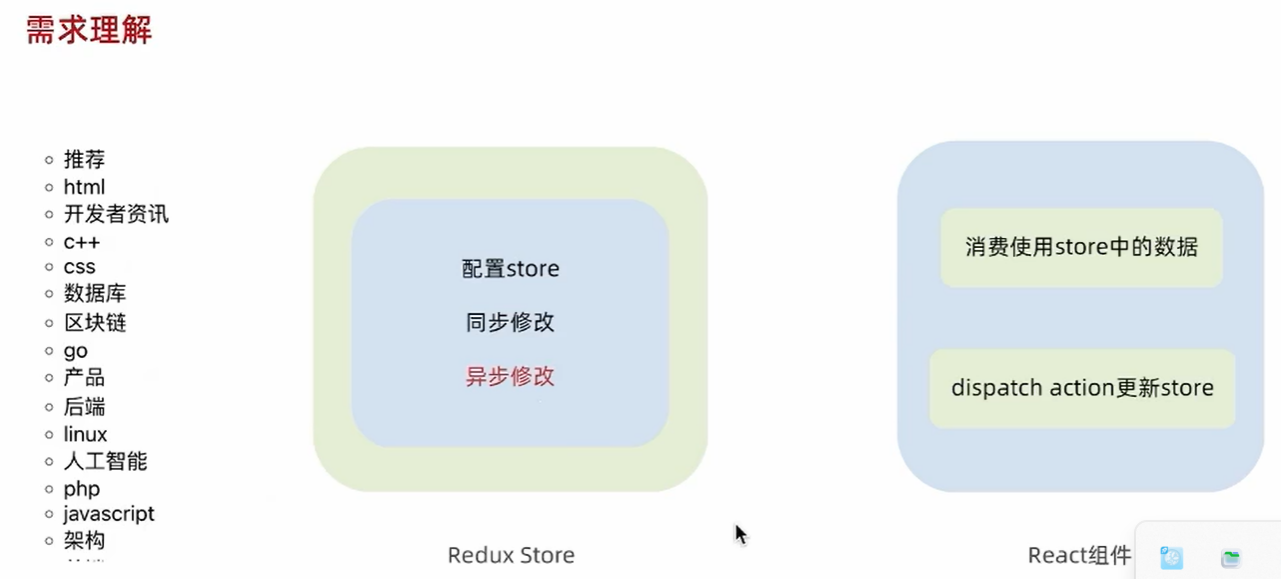 需求理解
推荐
html
开发者资讯
c++
css
数据库
区块链
go
产品
后端
linux
人工智能
php
javascript
架构
配置store
同步修改
异步修改
Redux Store
消费使用store中的数据
dispatch action更新store
React组件